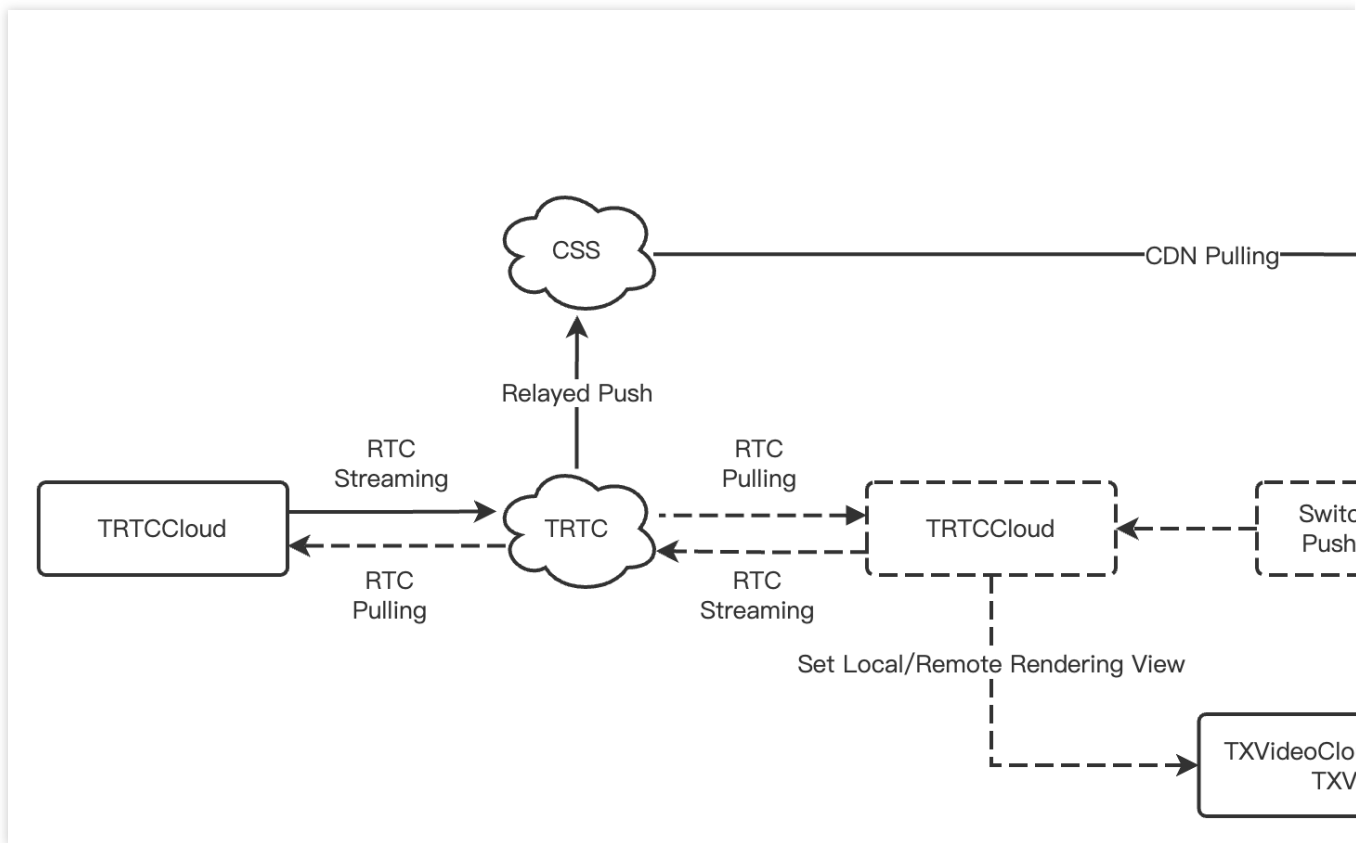 CSS
CDN Pulling
Relayed Push
RTC
Streaming
RTC
Pulling
TRTCCloud
TRTC
TRTCCloud
Push
RTC
Pulling
RTC
Streaming
Set Local/Remote Rendering View